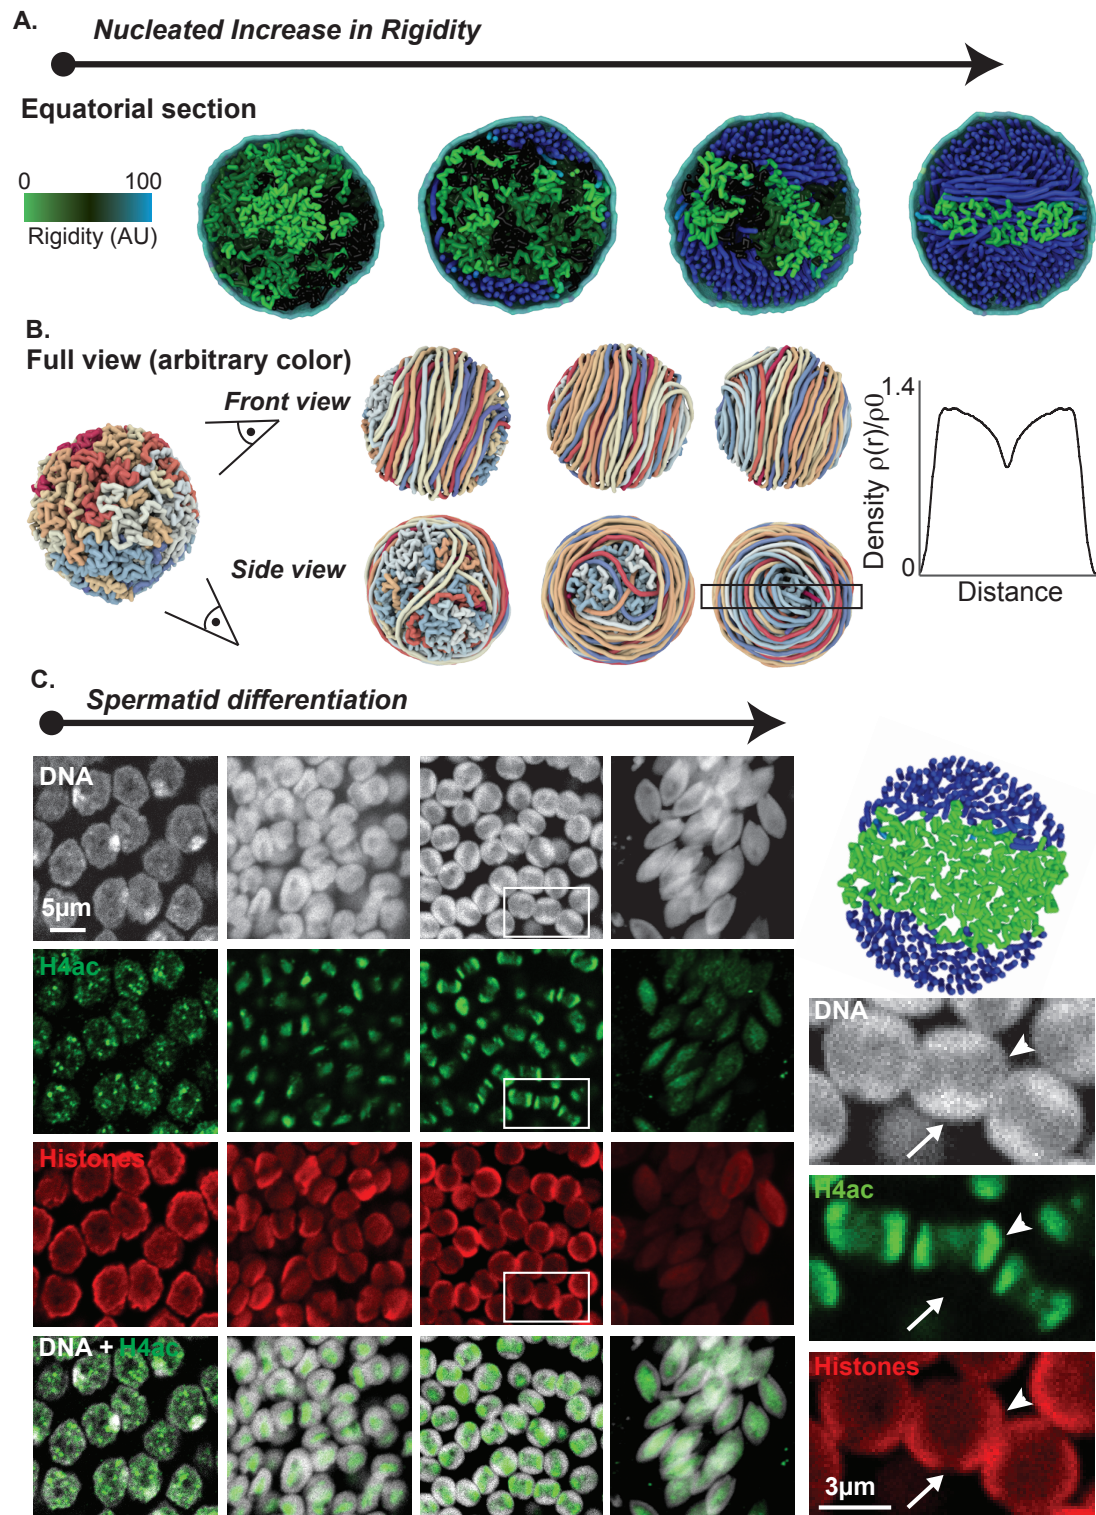 A.
Nucleated Increase in Rigidity
Equatorial section
0 100
Rigidity (AU)
B.
Full view (arbitrary color)
Front view
Side view
1.4
Density ρ(r)/ρ0
0
Distance
C.
Spermatid differentiation
DNA
5µm
H4ac
Histones
DNA + H4ac
DNA
H4ac
Histones
3µm